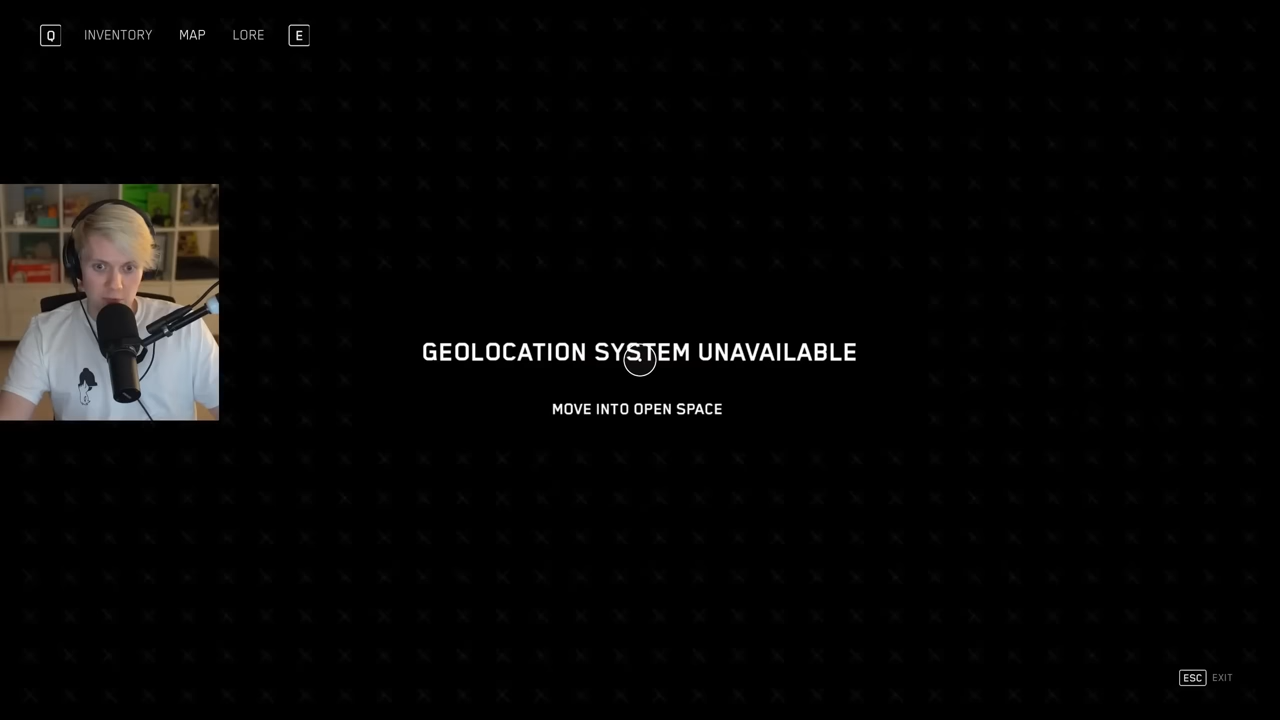 Q INVENTORY MAP LORE E
GEOLOCATION SYSTEM UNAVAILABLE
MOVE INTO OPEN SPACE
ESC EXIT